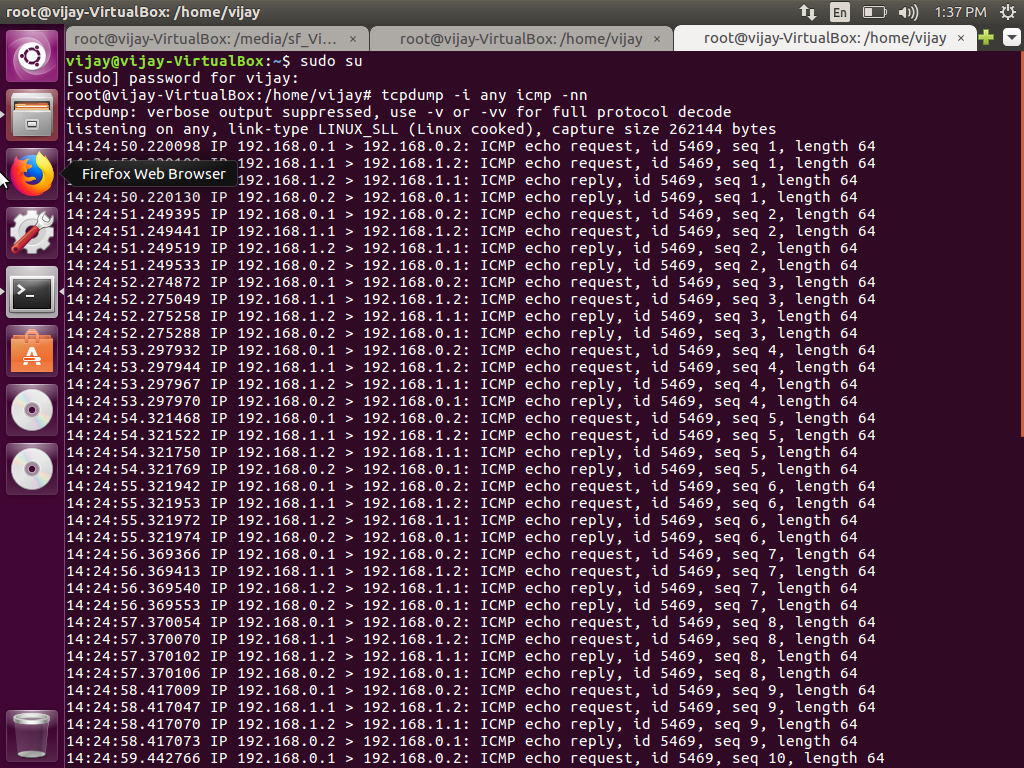 root@vijay-VirtualBox: /home/vijay
En
1:37 PM
root@vijay-VirtualBox: /media/sf_Vi... ×
root@vijay-VirtualBox: /home/vijay ×
root@vijay-VirtualBox: /home/vijay ×
vijay@vijay-VirtualBox:~$ sudo su
[sudo] password for vijay:
root@vijay-VirtualBox:/home/vijay# tcpdump -i any icmp -nn
tcpdump: verbose output suppressed, use -v or -vv for full protocol decode
listening on any, link-type LINUX_SLL (Linux cooked), capture size 262144 bytes
14:24:50.220098 IP 192.168.0.1 > 192.168.0.2: ICMP echo request, id 5469, seq 1, length 64
192.168.1.1 > 192.168.1.2: ICMP echo request, id 5469, seq 1, length 64
Firefox Web Browser
.168.1.2 > 192.168.1.1: ICMP echo reply, id 5469, seq 1, length 64
14:24:50.220130 IP 192.168.0.2 > 192.168.0.1: ICMP echo reply, id 5469, seq 1, length 64
14:24:51.249395 IP 192.168.0.1 > 192.168.0.2: ICMP echo request, id 5469, seq 2, length 64
14:24:51.249441 IP 192.168.1.1 > 192.168.1.2: ICMP echo request, id 5469, seq 2, length 64
14:24:51.249519 IP 192.168.1.2 > 192.168.1.1: ICMP echo reply, id 5469, seq 2, length 64
14:24:51.249533 IP 192.168.0.2 > 192.168.0.1: ICMP echo reply, id 5469, seq 2, length 64
14:24:52.274872 IP 192.168.0.1 > 192.168.0.2: ICMP echo request, id 5469, seq 3, length 64
14:24:52.275049 IP 192.168.1.1 > 192.168.1.2: ICMP echo request, id 5469, seq 3, length 64
14:24:52.275258 IP 192.168.1.2 > 192.168.1.1: ICMP echo reply, id 5469, seq 3, length 64
14:24:52.275288 IP 192.168.0.2 > 192.168.0.1: ICMP echo reply, id 5469, seq 3, length 64
14:24:53.297932 IP 192.168.0.1 > 192.168.0.2: ICMP echo request, id 5469, seq 4, length 64
14:24:53.297944 IP 192.168.1.1 > 192.168.1.2: ICMP echo request, id 5469, seq 4, length 64
14:24:53.297967 IP 192.168.1.2 > 192.168.1.1: ICMP echo reply, id 5469, seq 4, length 64
14:24:53.297970 IP 192.168.0.2 > 192.168.0.1: ICMP echo reply, id 5469, seq 4, length 64
14:24:54.321468 IP 192.168.0.1 > 192.168.0.2: ICMP echo request, id 5469, seq 5, length 64
14:24:54.321522 IP 192.168.1.1 > 192.168.1.2: ICMP echo request, id 5469, seq 5, length 64
14:24:54.321750 IP 192.168.1.2 > 192.168.1.1: ICMP echo reply, id 5469, seq 5, length 64
14:24:54.321769 IP 192.168.0.2 > 192.168.0.1: ICMP echo reply, id 5469, seq 5, length 64
14:24:55.321942 IP 192.168.0.1 > 192.168.0.2: ICMP echo request, id 5469, seq 6, length 64
14:24:55.321953 IP 192.168.1.1 > 192.168.1.2: ICMP echo request, id 5469, seq 6, length 64
14:24:55.321972 IP 192.168.1.2 > 192.168.1.1: ICMP echo reply, id 5469, seq 6, length 64
14:24:55.321974 IP 192.168.0.2 > 192.168.0.1: ICMP echo reply, id 5469, seq 6, length 64
14:24:56.369366 IP 192.168.0.1 > 192.168.0.2: ICMP echo request, id 5469, seq 7, length 64
14:24:56.369413 IP 192.168.1.1 > 192.168.1.2: ICMP echo request, id 5469, seq 7, length 64
14:24:56.369540 IP 192.168.1.2 > 192.168.1.1: ICMP echo reply, id 5469, seq 7, length 64
14:24:56.369553 IP 192.168.0.2 > 192.168.0.1: ICMP echo reply, id 5469, seq 7, length 64
14:24:57.370054 IP 192.168.0.1 > 192.168.0.2: ICMP echo request, id 5469, seq 8, length 64
14:24:57.370070 IP 192.168.1.1 > 192.168.1.2: ICMP echo request, id 5469, seq 8, length 64
14:24:57.370102 IP 192.168.1.2 > 192.168.1.1: ICMP echo reply, id 5469, seq 8, length 64
14:24:57.370106 IP 192.168.0.2 > 192.168.0.1: ICMP echo reply, id 5469, seq 8, length 64
14:24:58.417009 IP 192.168.0.1 > 192.168.0.2: ICMP echo request, id 5469, seq 9, length 64
14:24:58.417047 IP 192.168.1.1 > 192.168.1.2: ICMP echo request, id 5469, seq 9, length 64
14:24:58.417070 IP 192.168.1.2 > 192.168.1.1: ICMP echo reply, id 5469, seq 9, length 64
14:24:58.417073 IP 192.168.0.2 > 192.168.0.1: ICMP echo reply, id 5469, seq 9, length 64
14:24:59.442766 IP 192.168.0.1 > 192.168.0.2: ICMP echo request, id 5469, seq 10, length 64